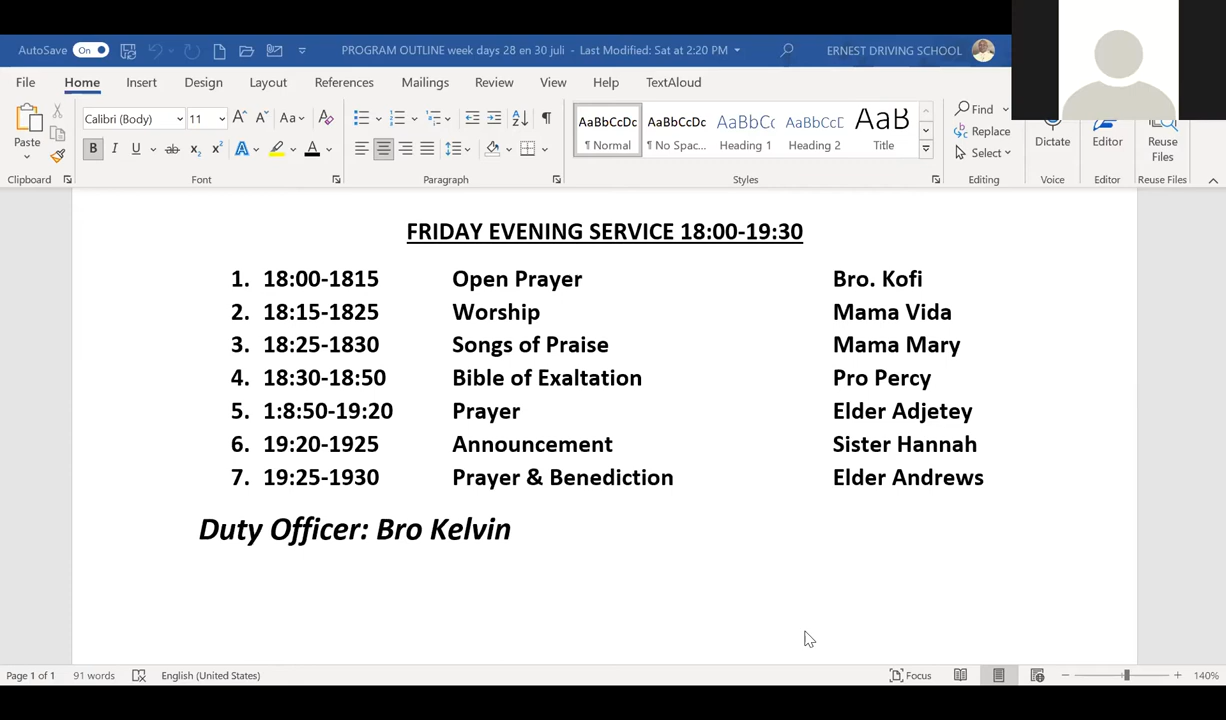 AutoSave On PROGRAM OUTLINE week days 28 en 30 juli - Last Modified: Sat at 2:20 PM ERNEST DRIVING SCHOOL
File Home Insert Design Layout References Mailings Review View Help TextAloud
Paste Calibri (Body) 11 Aa AaBbCcDc AaBbCcDc AaBbCc AaBbCcD AaB Find
Normal No Spac... Heading 1 Heading 2 Title Replace Select Dictate Editor Reuse Files
Clipboard Font Paragraph Styles Editing Voice Editor Reuse Files
FRIDAY EVENING SERVICE 18:00-19:30
1. 18:00-1815 Open Prayer Bro. Kofi
2. 18:15-1825 Worship Mama Vida
3. 18:25-1830 Songs of Praise Mama Mary
4. 18:30-18:50 Bible of Exaltation Pro Percy
5. 1:8:50-19:20 Prayer Elder Adjetey
6. 19:20-1925 Announcement Sister Hannah
7. 19:25-1930 Prayer & Benediction Elder Andrews
Duty Officer: Bro Kelvin
Page 1 of 1 91 words English (United States) Focus 140%